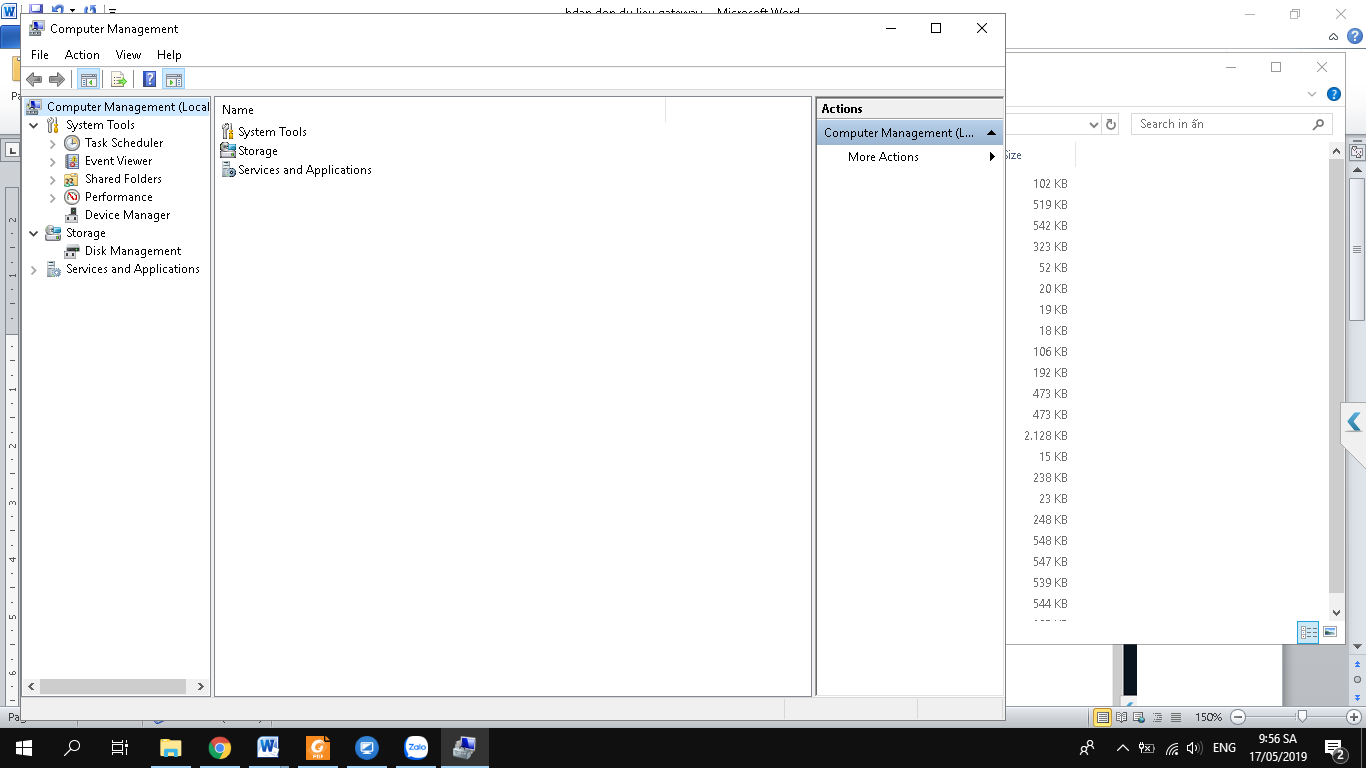 hdan don du lieu gateway - Microsoft Word
Computer Management
File Action View Help
Computer Management (Local
System Tools
Task Scheduler
Event Viewer
Shared Folders
Performance
Device Manager
Storage
Disk Management
Services and Applications
Name
System Tools
Storage
Services and Applications
Actions
Computer Management (L...
More Actions
Search in ấn
Size
102 KB
519 KB
542 KB
323 KB
52 KB
20 KB
19 KB
18 KB
106 KB
192 KB
473 KB
473 KB
2.128 KB
15 KB
238 KB
23 KB
248 KB
548 KB
547 KB
539 KB
544 KB
150%
Zalo
PDF
ENG
9:56 SA
17/05/2019
2